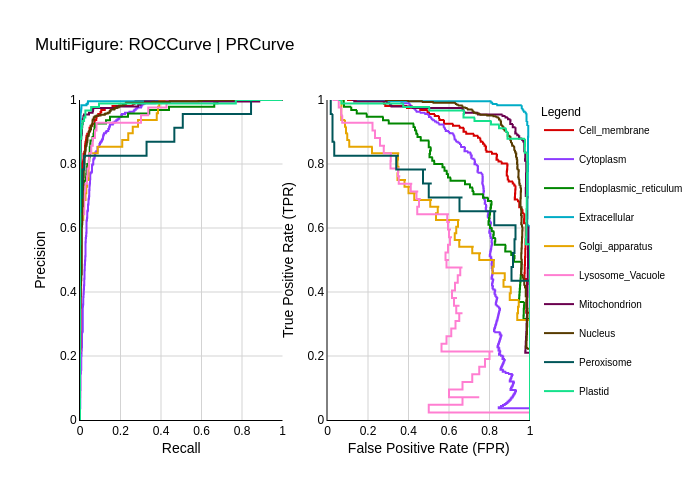 MultiFigure: ROCCurve | PRCurve
Precision
1
0.8
0.6
0.4
0.2
0
0 0.2 0.4 0.6 0.8 1
Recall
True Positive Rate (TPR)
1
0.8
0.6
0.4
0.2
0
0 0.2 0.4 0.6 0.8 1
False Positive Rate (FPR)
Legend
Cell_membrane
Cytoplasm
Endoplasmic_reticulum
Extracellular
Golgi_apparatus
Lysosome_Vacuole
Mitochondrion
Nucleus
Peroxisome
Plastid